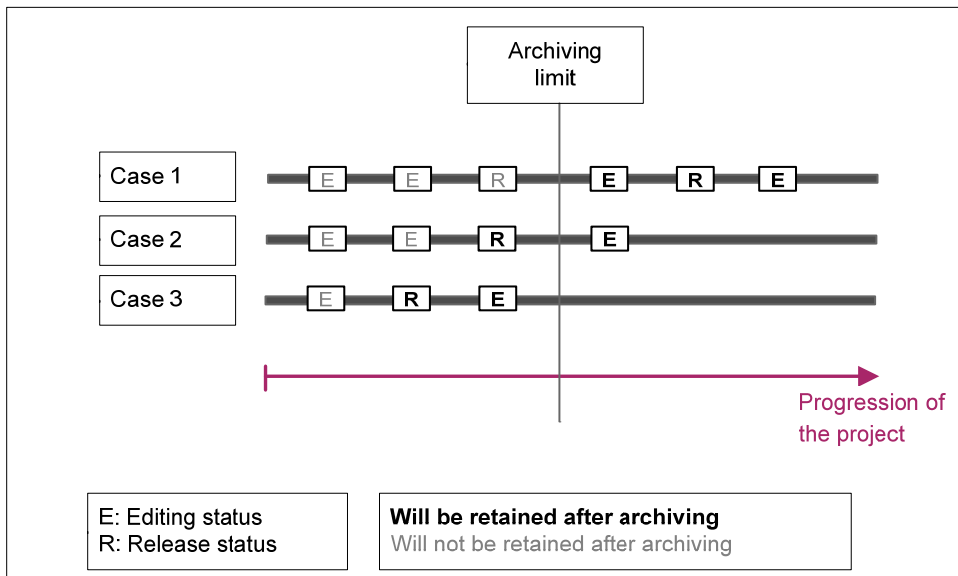 Archiving
limit
Case 1
E E R E R E
Case 2
E E R E
Case 3
E R E
Progression of
the project
E: Editing status
R: Release status
Will be retained after archiving
Will not be retained after archiving